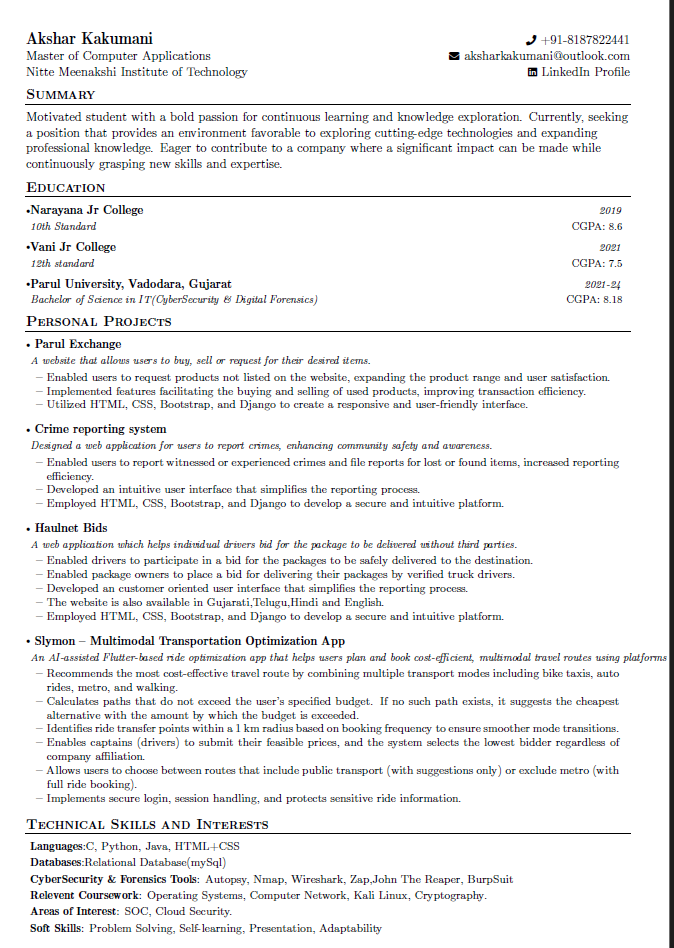 Akshar Kakumani
+91-8187822441
Master of Computer Applications
aksharkakumani@outlook.com
Nitte Meenakshi Institute of Technology
LinkedIn Profile
SUMMARY
Motivated student with a bold passion for continuous learning and knowledge exploration. Currently, seeking
a position that provides an environment favorable to exploring cutting-edge technologies and expanding
professional knowledge. Eager to contribute to a company where a significant impact can be made while
continuously grasping new skills and expertise.
EDUCATION
•Narayana Jr College 2019
10th Standard CGPA: 8.6
•Vani Jr College 2021
12th standard CGPA: 7.5
•Parul University, Vadodara, Gujarat 2021-24
Bachelor of Science in IT(CyberSecurity & Digital Forensics) CGPA: 8.18
PERSONAL PROJECTS
• Parul Exchange
A website that allows users to buy, sell or request for their desired items.
– Enabled users to request products not listed on the website, expanding the product range and user satisfaction.
– Implemented features facilitating the buying and selling of used products, improving transaction efficiency.
– Utilized HTML, CSS, Bootstrap, and Django to create a responsive and user-friendly interface.
• Crime reporting system
Designed a web application for users to report crimes, enhancing community safety and awareness.
– Enabled users to report witnessed or experienced crimes and file reports for lost or found items, increased reporting
efficiency.
– Developed an intuitive user interface that simplifies the reporting process.
– Employed HTML, CSS, Bootstrap, and Django to develop a secure and intuitive platform.
• Haulnet Bids
A web application which helps individual drivers bid for the package to be delivered without third parties.
– Enabled drivers to participate in a bid for the packages to be safely delivered to the destination.
– Enabled package owners to place a bid for delivering their packages by verified truck drivers.
– Developed an customer oriented user interface that simplifies the reporting process.
– The website is also available in Gujarati,Telugu,Hindi and English.
– Employed HTML, CSS, Bootstrap, and Django to develop a secure and intuitive platform.
• Slymon – Multimodal Transportation Optimization App
An AI-assisted Flutter-based ride optimization app that helps users plan and book cost-efficient, multimodal travel routes using platforms
– Recommends the most cost-effective travel route by combining multiple transport modes including bike taxis, auto
rides, metro, and walking.
– Calculates paths that do not exceed the user's specified budget. If no such path exists, it suggests the cheapest
alternative with the amount by which the budget is exceeded.
– Identifies ride transfer points within a 1 km radius based on booking frequency to ensure smoother mode transitions.
– Enables captains (drivers) to submit their feasible prices, and the system selects the lowest bidder regardless of
company affiliation.
– Allows users to choose between routes that include public transport (with suggestions only) or exclude metro (with
full ride booking).
– Implements secure login, session handling, and protects sensitive ride information.
TECHNICAL SKILLS AND INTERESTS
Languages:C, Python, Java, HTML+CSS
Databases:Relational Database(mySql)
CyberSecurity & Forensics Tools: Autopsy, Nmap, Wireshark, Zap,John The Reaper, BurpSuit
Relevent Coursework: Operating Systems, Computer Network, Kali Linux, Cryptography.
Areas of Interest: SOC, Cloud Security.
Soft Skills: Problem Solving, Self-learning, Presentation, Adaptability